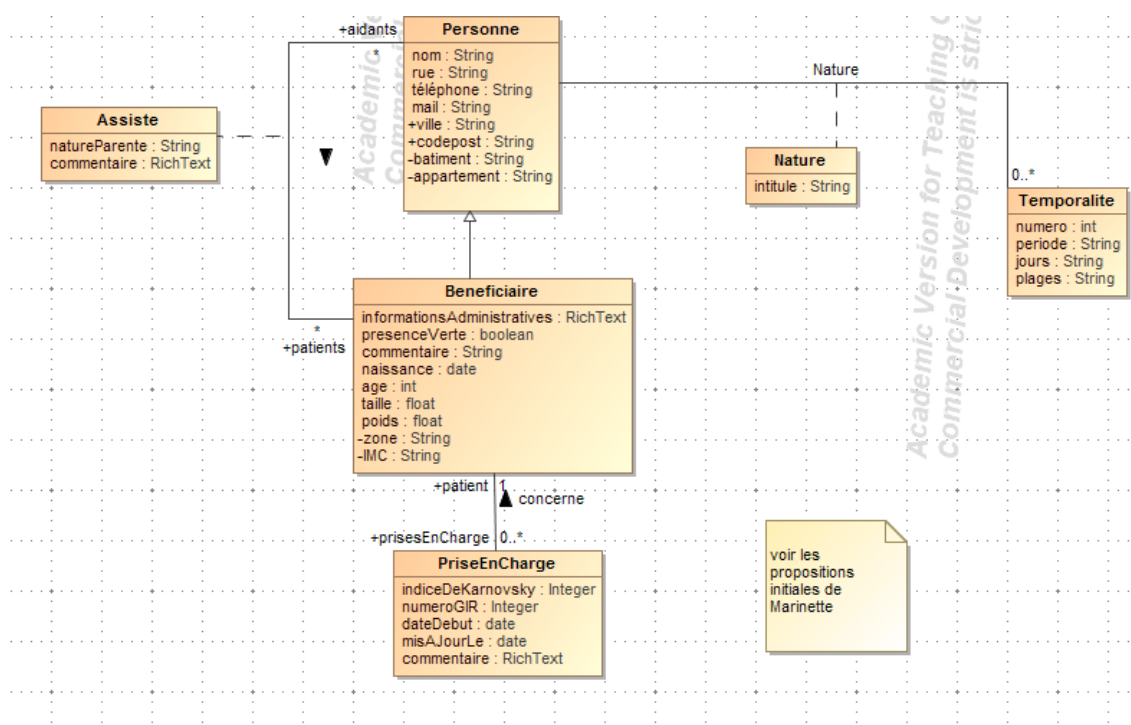 +aidants
*
Personne
nom : String
rue : String
téléphone : String
mail : String
+ville : String
+codepost : String
-batiment : String
-appartement : String
Nature
Assiste
natureParente : String
commentaire : RichText
Nature
intitule : String
0..*
Temporalite
numero : int
periode : String
jours : String
plages : String
Beneficiaire
informationsAdministratives : RichText
presenceVerte : boolean
commentaire : String
naissance : date
age : int
taille : float
poids : float
-zone : String
-IMC : String
*
+patients
+patient 1
concerne
+prisesEnCharge 0..*
PriseEnCharge
indiceDeKarnovsky : Integer
numeroGIR : Integer
dateDebut : date
misAJourLe : date
commentaire : RichText
voir les
propositions
initiales de
Marinette
Academic Version for Teaching
Commercial Development is